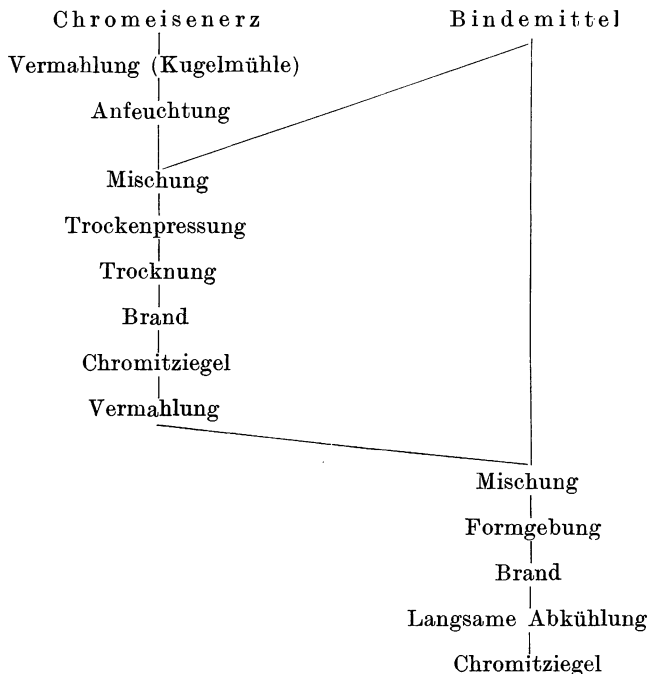 Chromeisenerz
Bindemittel
Vermahlung (Kugelmühle)
Anfeuchtung
Mischung
Trockenpressung
Trocknung
Brand
Chromitziegel
Vermahlung
Mischung
Formgebung
Brand
Langsame Abkühlung
Chromitziegel